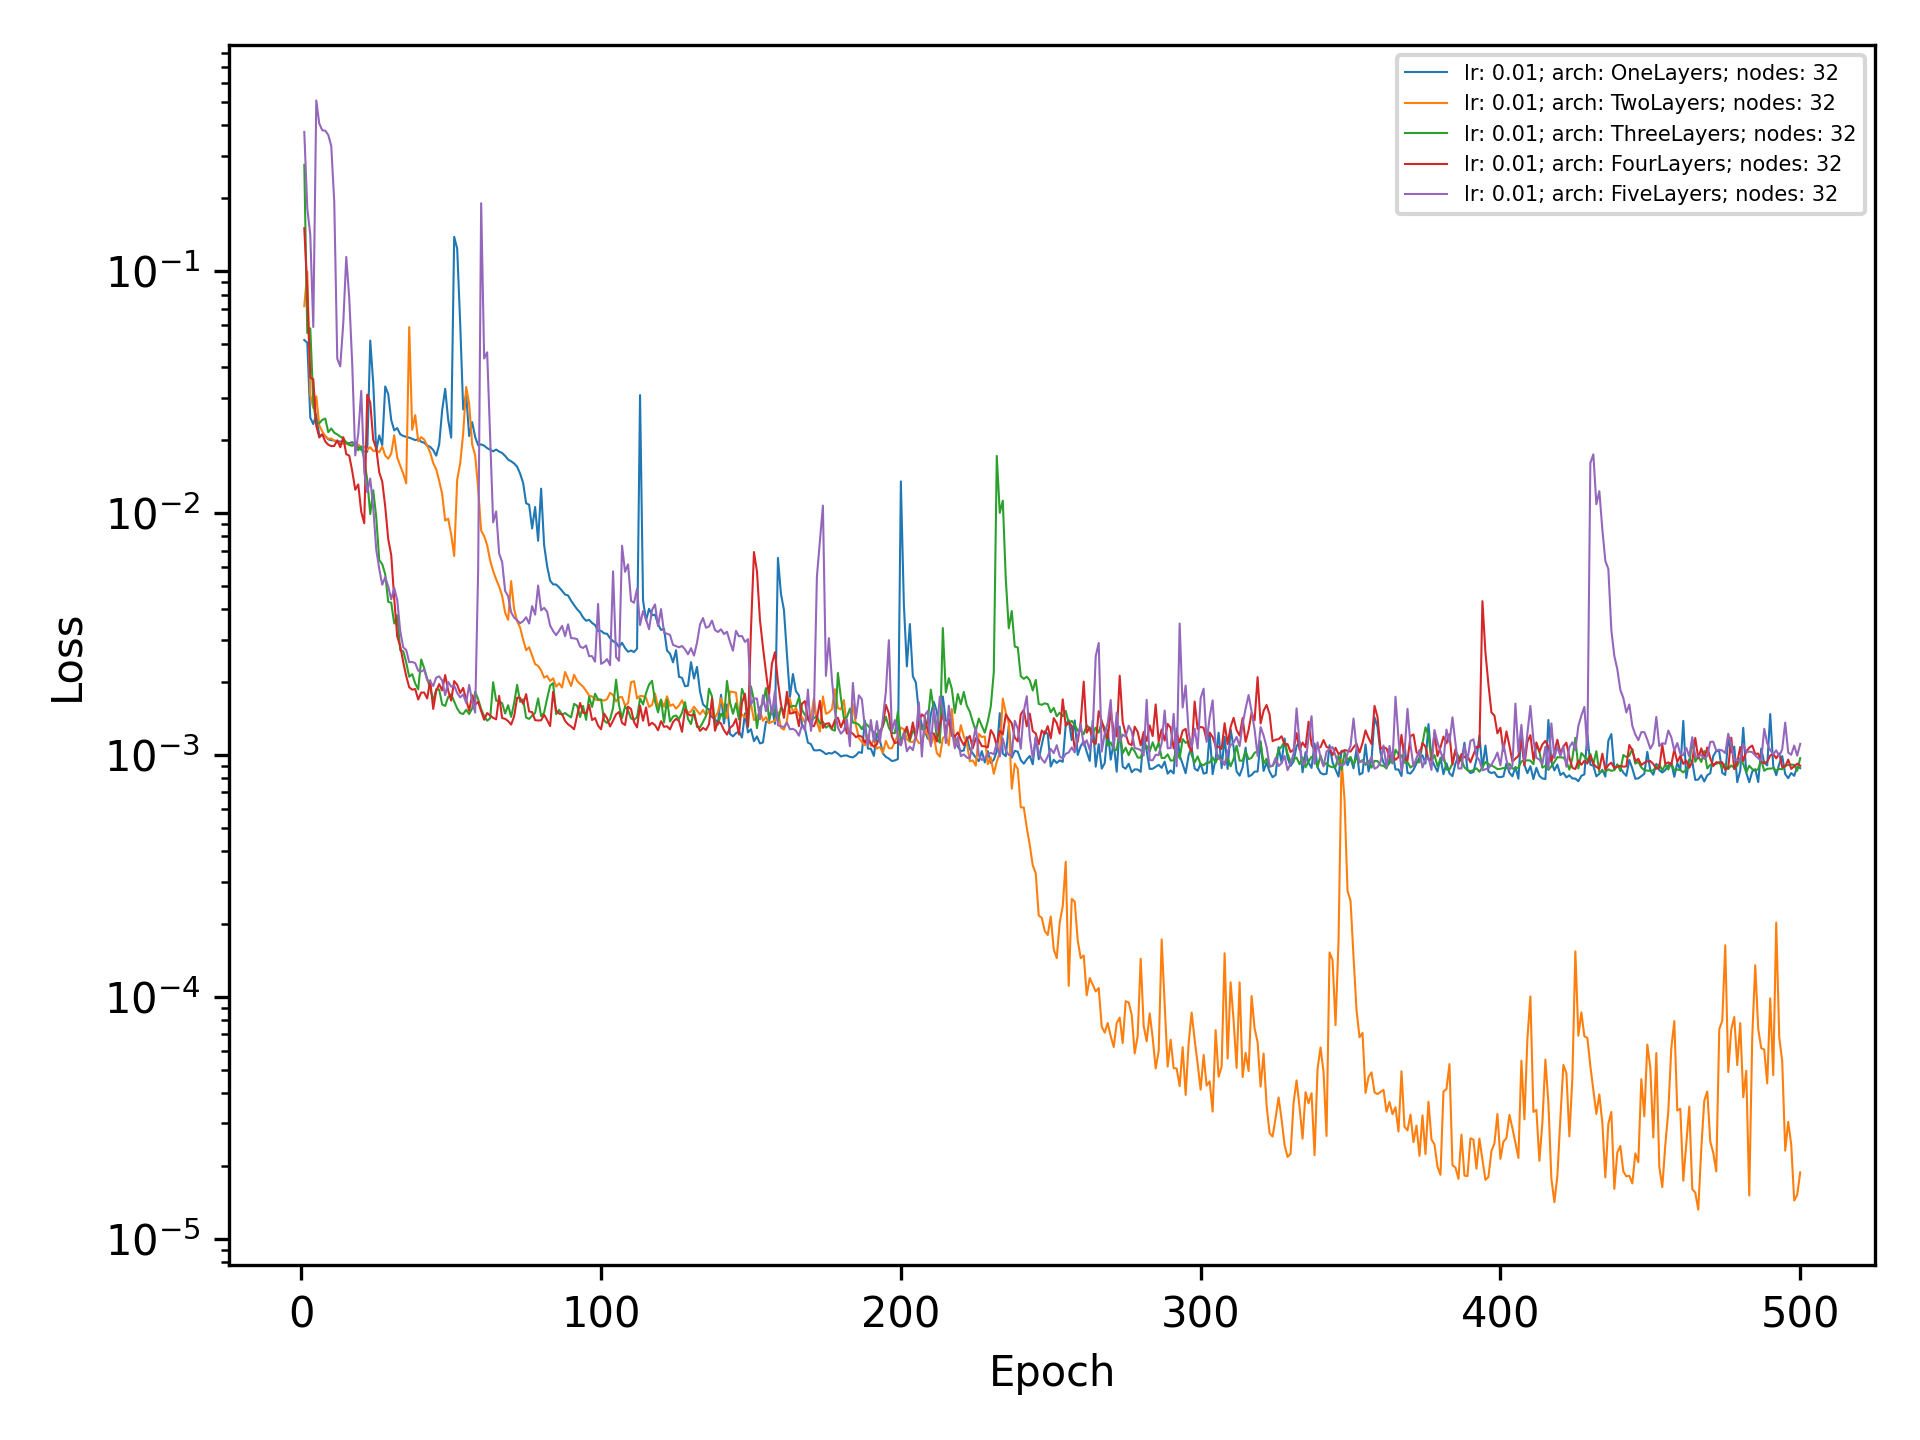 lr: 0.01; arch: OneLayers; nodes: 32
lr: 0.01; arch: TwoLayers; nodes: 32
lr: 0.01; arch: ThreeLayers; nodes: 32
lr: 0.01; arch: FourLayers; nodes: 32
lr: 0.01; arch: FiveLayers; nodes: 32
10⁻¹
10⁻²
10⁻³
10⁻⁴
10⁻⁵
Loss
0 100 200 300 400 500
Epoch